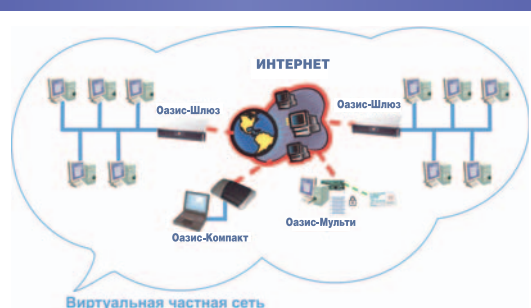 ИНТЕРНЕТ
Оазис-Шлюз
Оазис-Шлюз
Оазис-Компакт
Оазис-Мульти
Виртуальная частная сеть